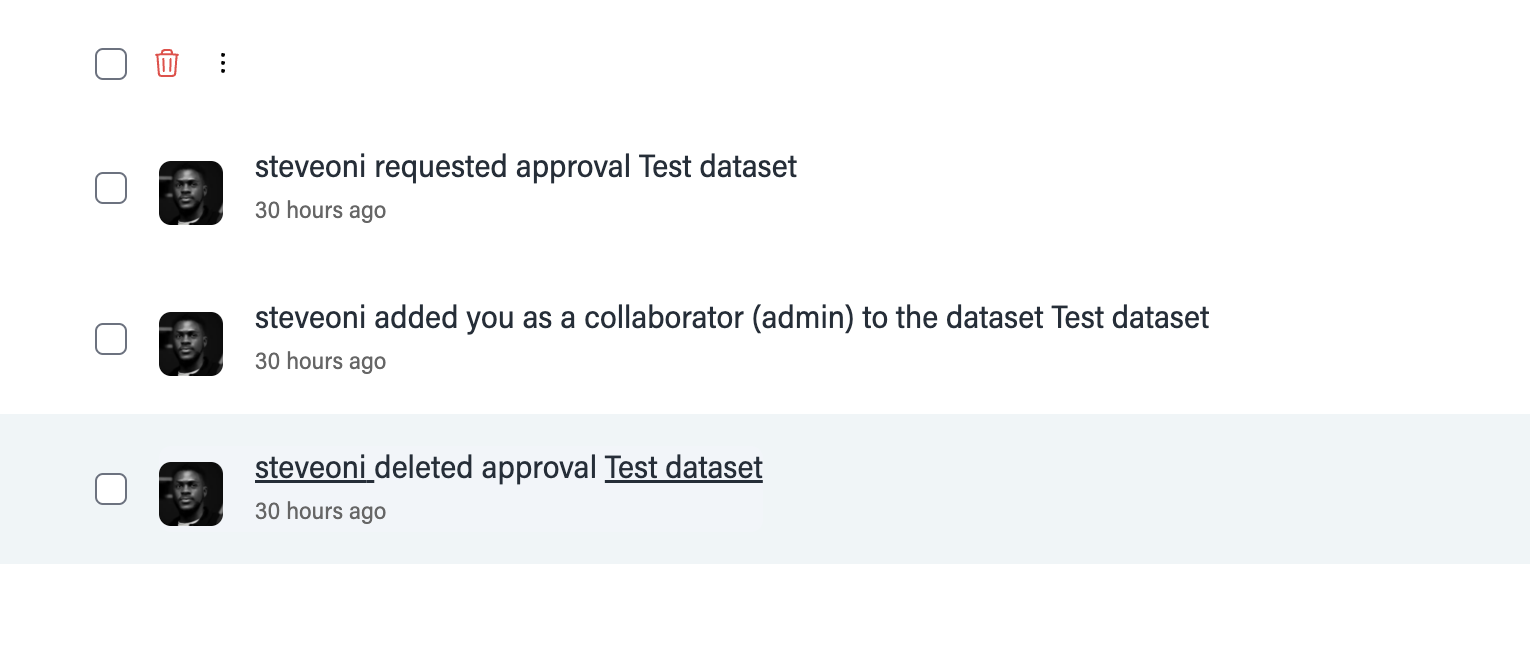 steveoni requested approval Test dataset
30 hours ago
steveoni added you as a collaborator (admin) to the dataset Test dataset
30 hours ago
steveoni deleted approval Test dataset
30 hours ago